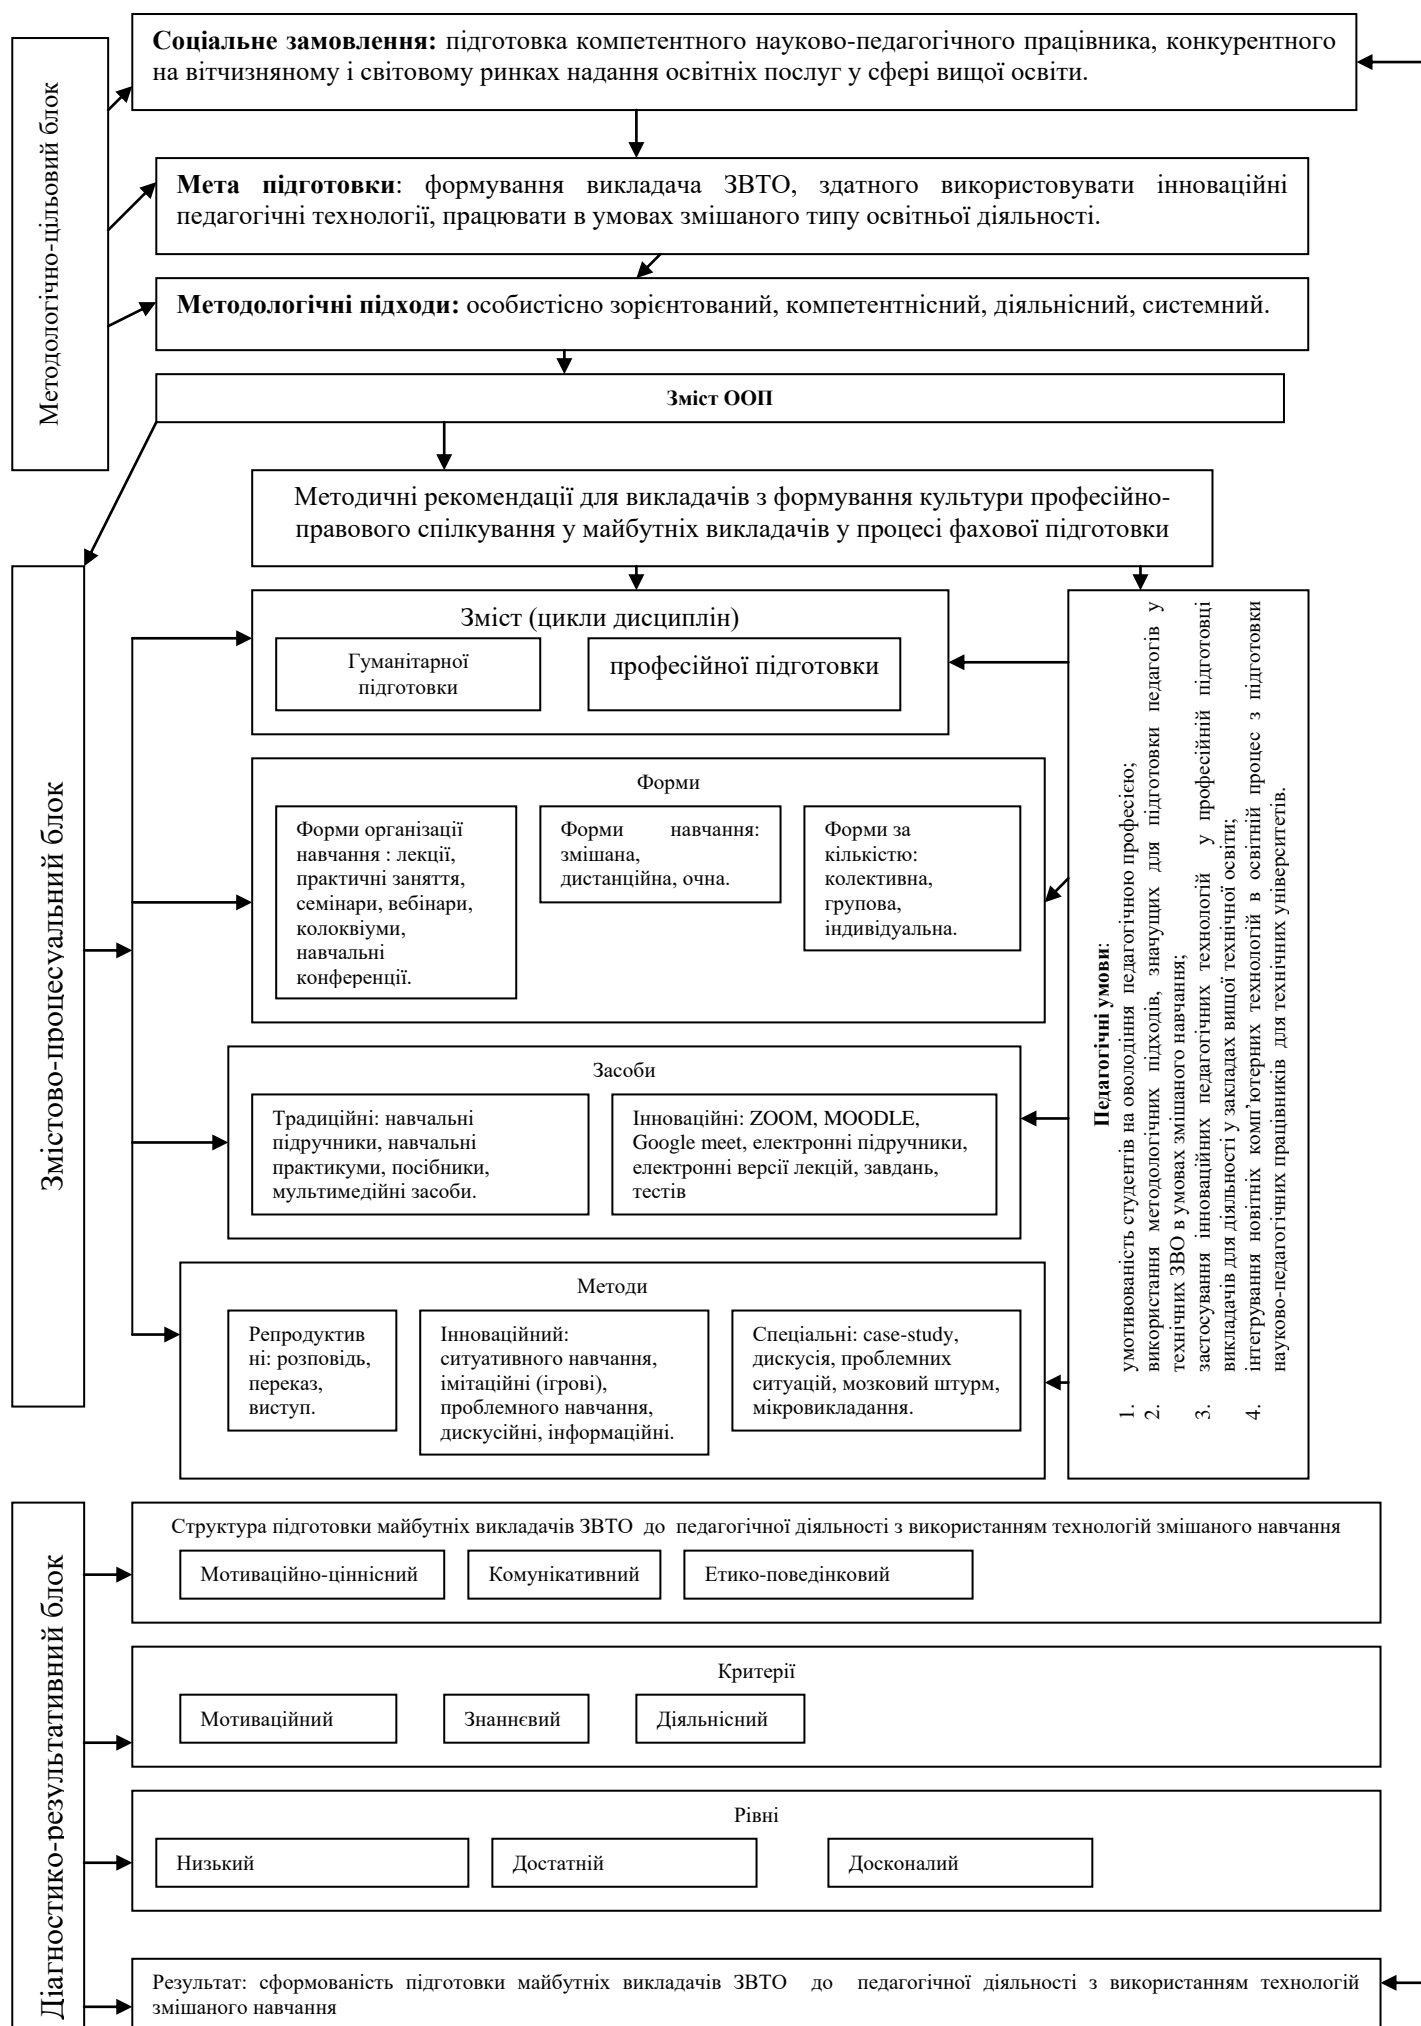 Методологічно-цільовий блок
Соціальне замовлення: підготовка компетентного науково-педагогічного працівника, конкурентного
на вітчизняному і світовому ринках надання освітніх послуг у сфері вищої освіти.
Мета підготовки: формування викладача ЗВТО, здатного використовувати інноваційні
педагогічні технології, працювати в умовах змішаного типу освітньої діяльності.
Методологічні підходи: особистісно зорієнтований, компетентнісний, діяльнісний, системний.
Зміст ООП
Методичні рекомендації для викладачів з формування культури професійно-
правового спілкування у майбутніх викладачів у процесі фахової підготовки
Змістово-процесуальний блок
Зміст (цикли дисциплін)
Гуманітарної
підготовки
професійної підготовки
Форми
Форми організації
навчання : лекції,
практичні заняття,
семінари, вебінари,
колоквіуми,
навчальні
конференції.
Форми навчання:
змішана,
дистанційна, очна.
Форми за
кількістю:
колективна,
групова,
індивідуальна.
Засоби
Традиційні: навчальні
підручники, навчальні
практикуми, посібники,
мультимедійні засоби.
Інноваційні: ZOOM, MOODLE,
Google meet, електронні підручники,
електронні версії лекцій, завдань,
тестів
Методи
Репродуктив
ні: розповідь,
переказ,
виступ.
Інноваційний:
ситуативного навчання,
імітаційні (ігрові),
проблемного навчання,
дискусійні, інформаційні.
Спеціальні: case-study,
дискусія, проблемних
ситуацій, мозковий штурм,
мікровикладання.
Педагогічні умови:
1. умотивованість студентів на оволодіння педагогічною професією;
2. використання методологічних підходів, значущих для підготовки педагогів у
технічних ЗВО в умовах змішаного навчання;
3. застосування інноваційних педагогічних технологій у професійній підготовці
викладачів для діяльності у закладах вищої технічної освіти;
4. інтегрування новітніх комп’ютерних технологій в освітній процес з підготовки
науково-педагогічних працівників для технічних університетів.
Діагностико-результативний блок
Структура підготовки майбутніх викладачів ЗВТО до педагогічної діяльності з використанням технологій змішаного навчання
Мотиваційно-ціннісний
Комунікативний
Етико-поведінковий
Критерії
Мотиваційний
Знаннєвий
Діяльнісний
Рівні
Низький
Достатній
Досконалий
Результат: сформованість підготовки майбутніх викладачів ЗВТО до педагогічної діяльності з використанням технологій
змішаного навчання